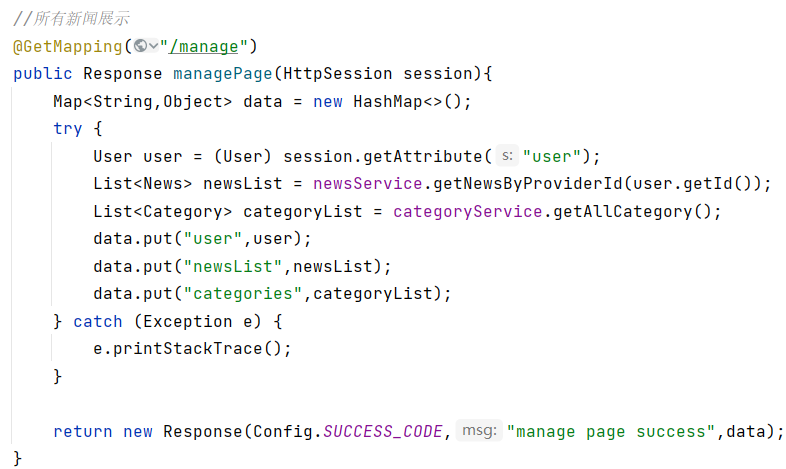 //所有新闻展示
@GetMapping("/manage")
public Response managePage(HttpSession session){
    Map<String,Object> data = new HashMap<>();
    try {
        User user = (User) session.getAttribute( s: "user");
        List<News> newsList = newsService.getNewsByProviderId(user.getId());
        List<Category> categoryList = categoryService.getAllCategory();
        data.put("user",user);
        data.put("newsList",newsList);
        data.put("categories",categoryList);
    } catch (Exception e) {
        e.printStackTrace();
    }
    return new Response(Config.SUCCESS_CODE, msg: "manage page success",data);
}